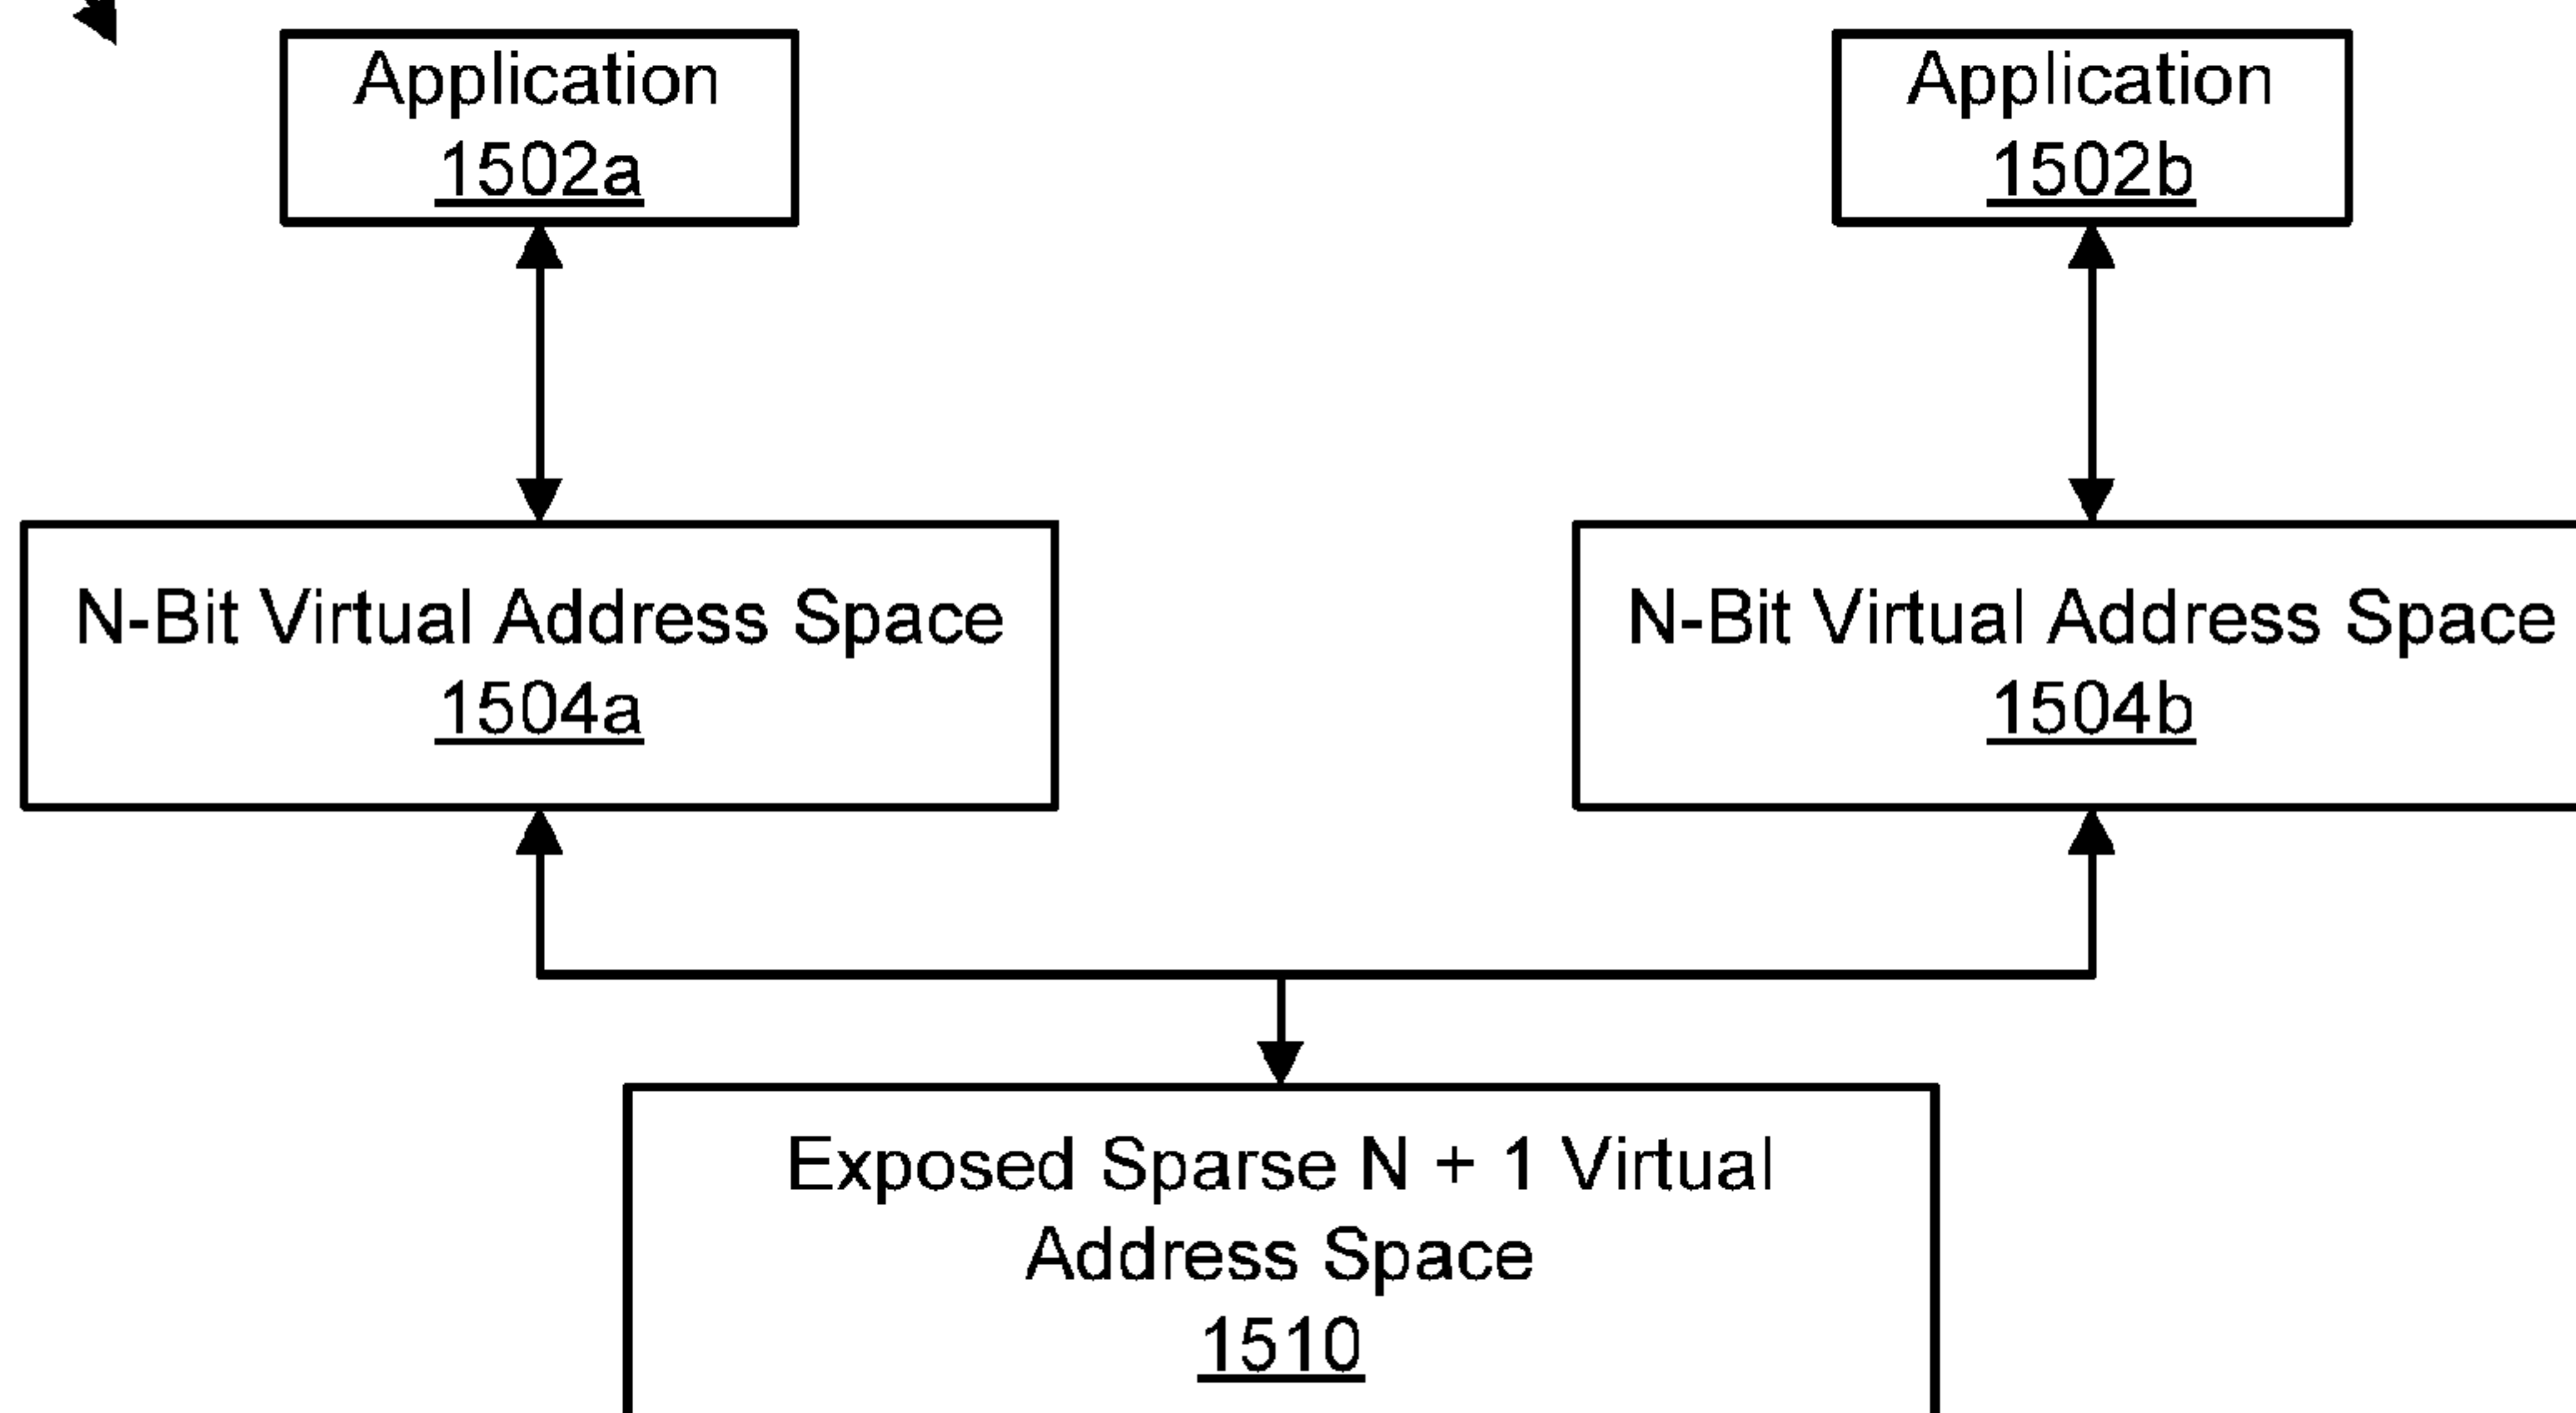 Application
1502a
Application
1502b
N-Bit Virtual Address Space
1504a
N-Bit Virtual Address Space
1504b
Exposed Sparse N + 1 Virtual
Address Space
1510